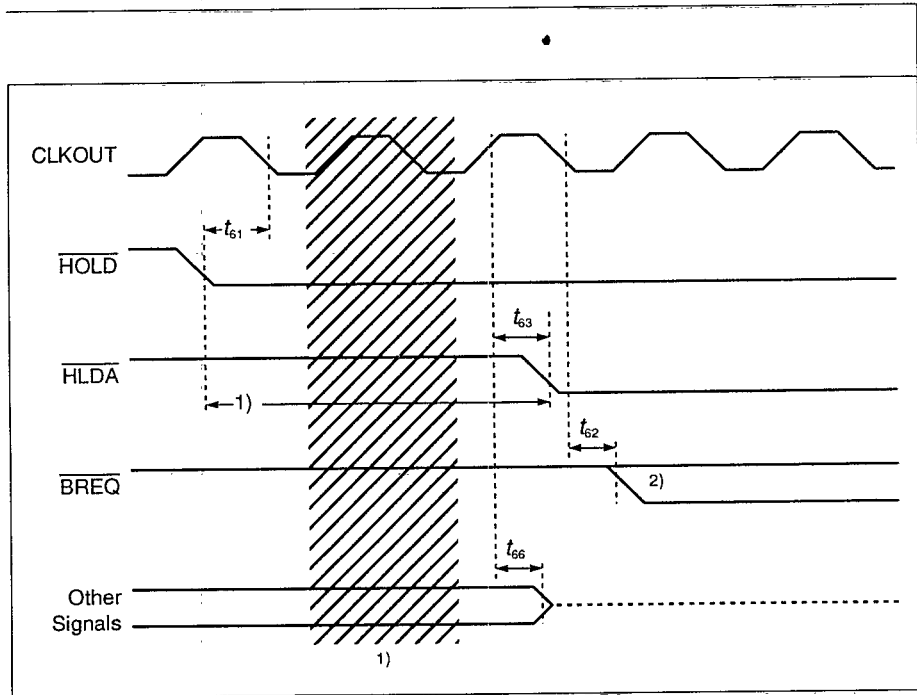 CLKOUT
t61
HOLD
t63
HLDA
1)
t62
BREQ
2)
t66
Other
Signals
1)